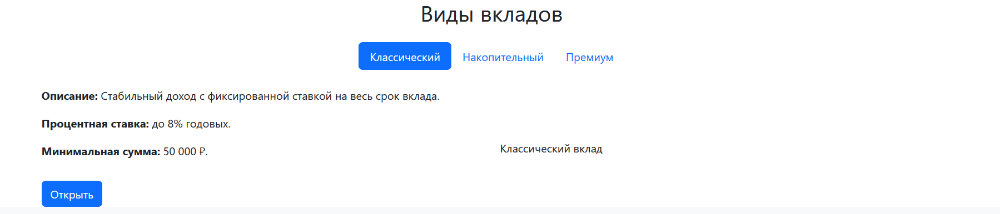 Виды вкладов
Классический Накопительный Премиум
Описание: Стабильный доход с фиксированной ставкой на весь срок вклада.
Процентная ставка: до 8% годовых.
Минимальная сумма: 50 000 ₽.
Классический вклад
Открыть